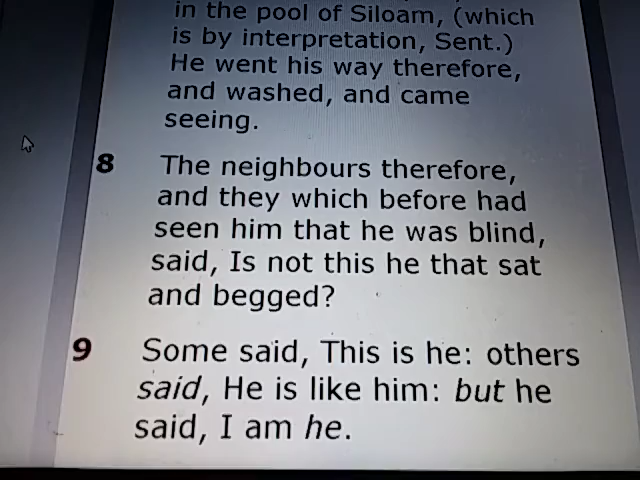 in the pool of Siloam, (which
is by interpretation, Sent.)
He went his way therefore,
and washed, and came
seeing.
8 The neighbours therefore,
and they which before had
seen him that he was blind,
said, Is not this he that sat
and begged?
9 Some said, This is he: others
said, He is like him: but he
said, I am he.